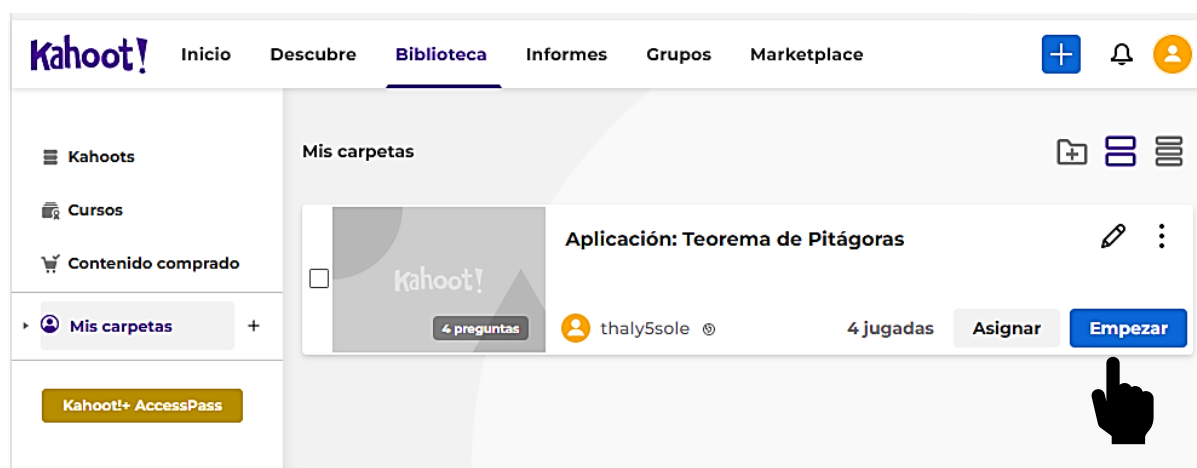 Kahoot! Inicio Descubre Biblioteca Informes Grupos Marketplace
Kahoots
Cursos
Contenido comprado
Mis carpetas +
Kahoot!+ AccessPass
Mis carpetas
Kahoot!
4 preguntas
Aplicación: Teorema de Pitágoras
thaly5sole 4 jugadas Asignar Empezar